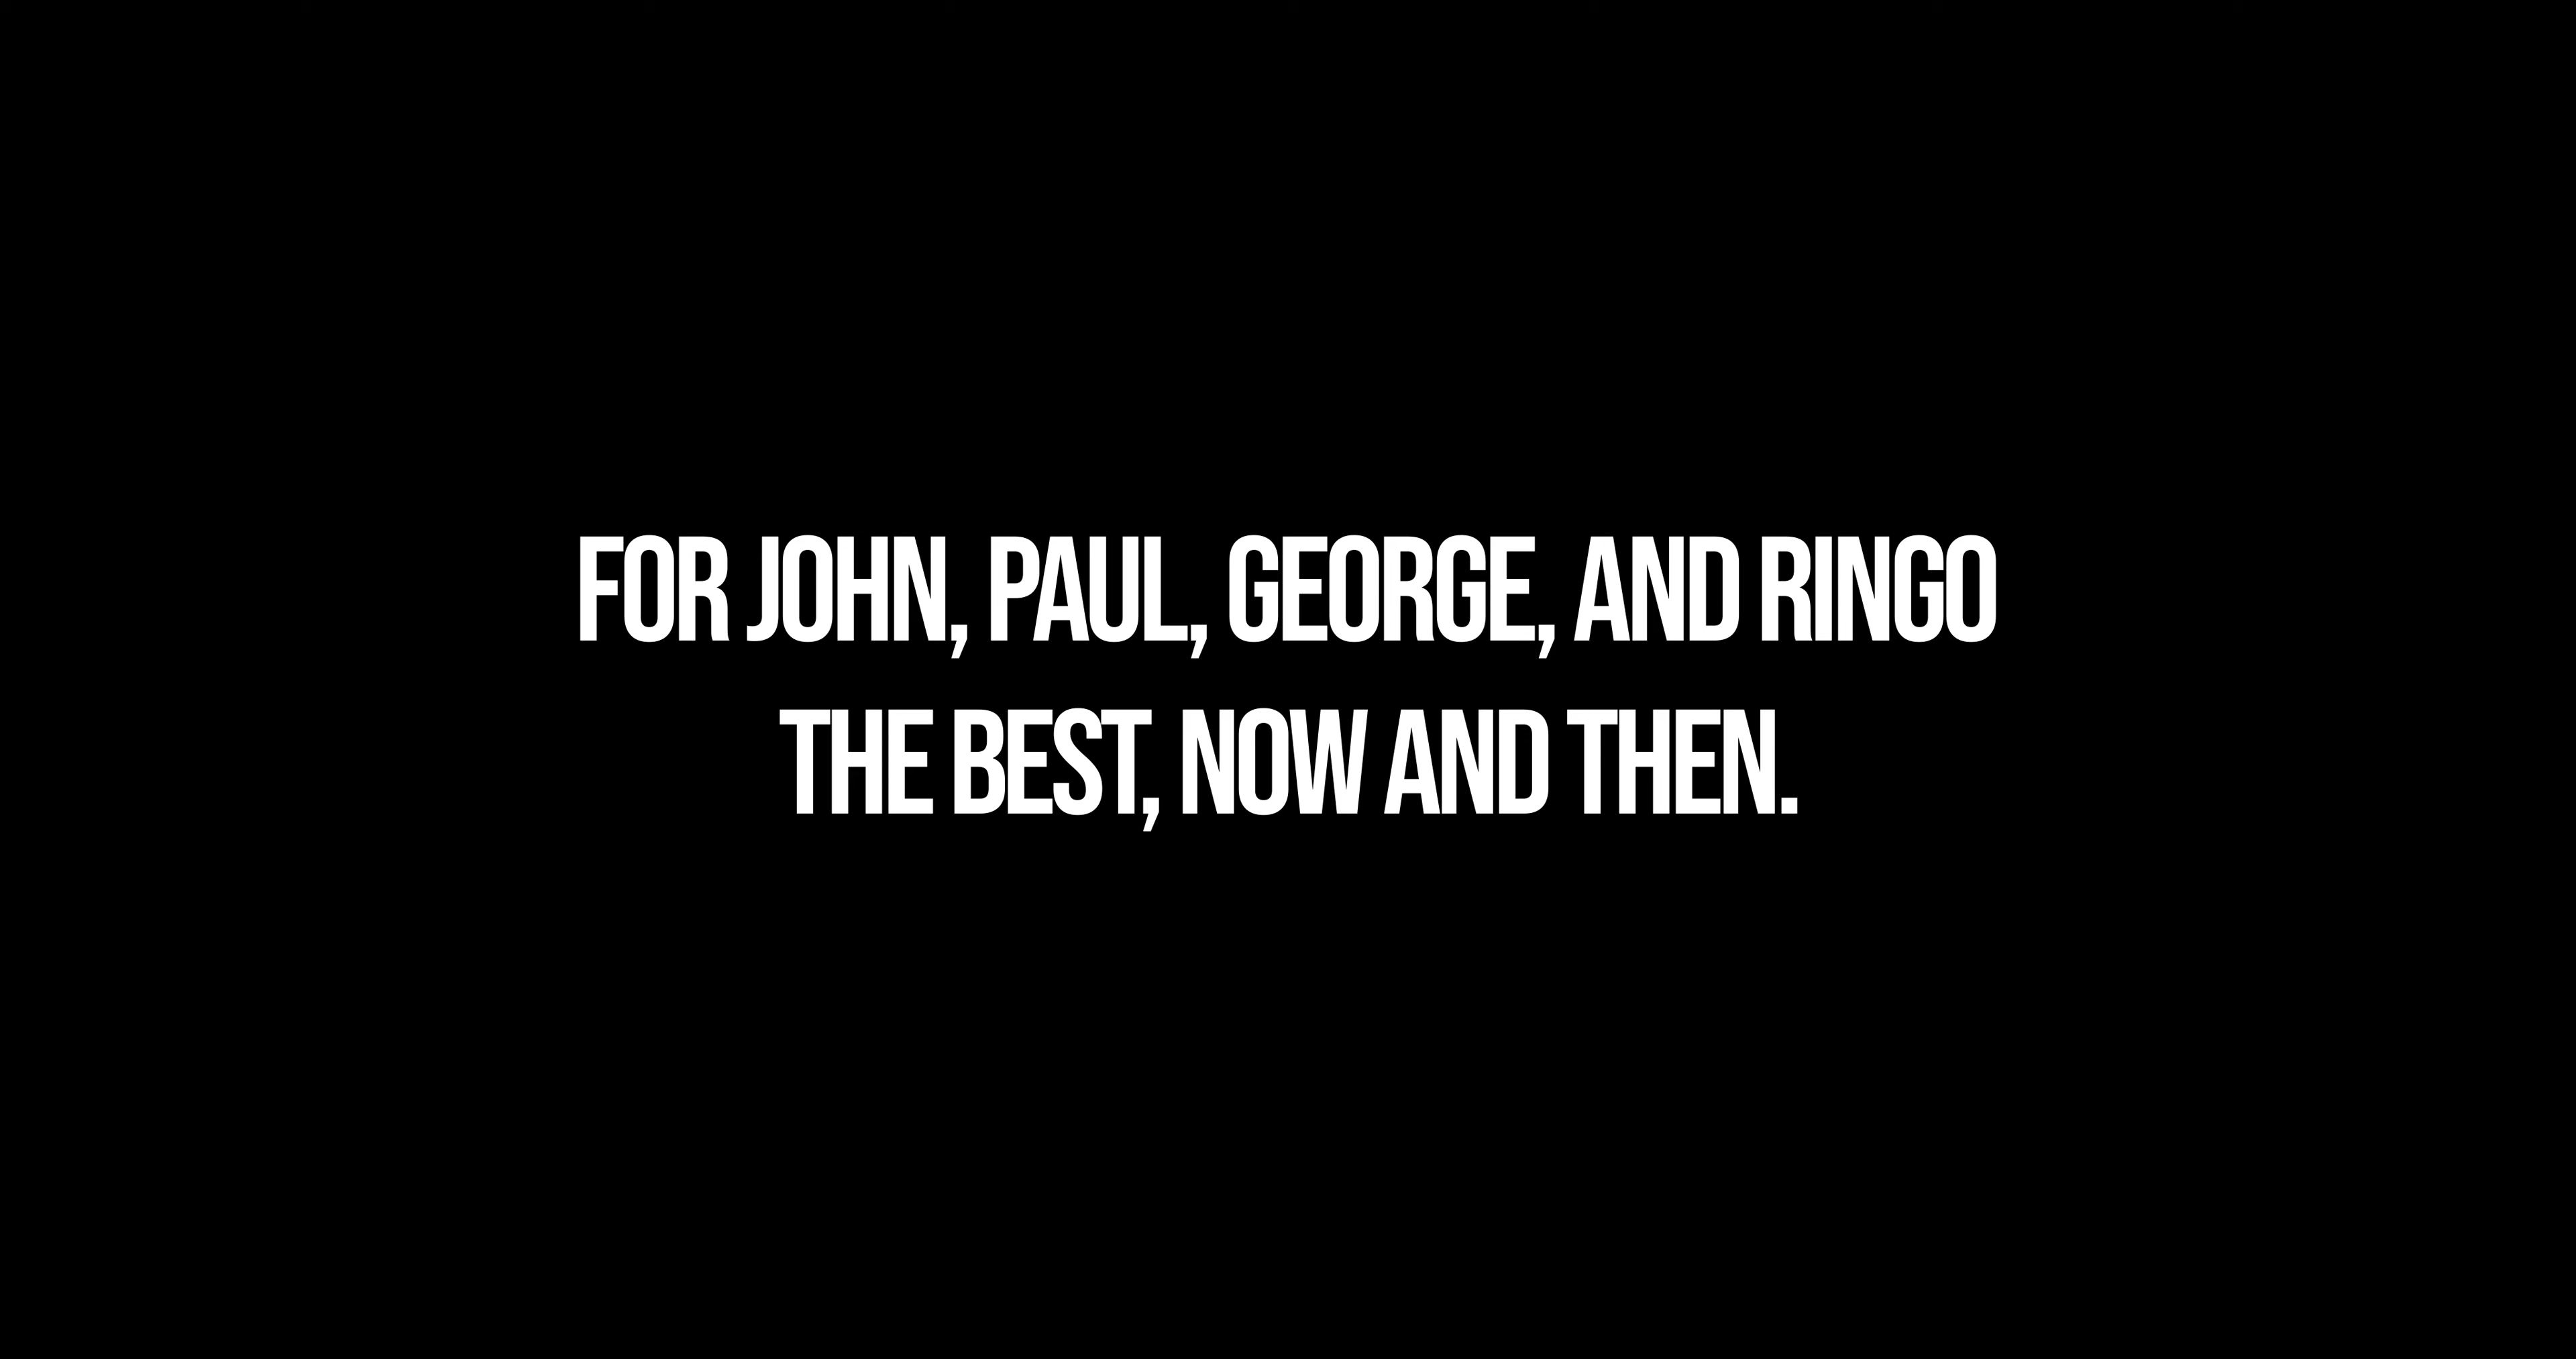 FOR JOHN, PAUL, GEORGE, AND RINGO
THE BEST, NOW AND THEN.